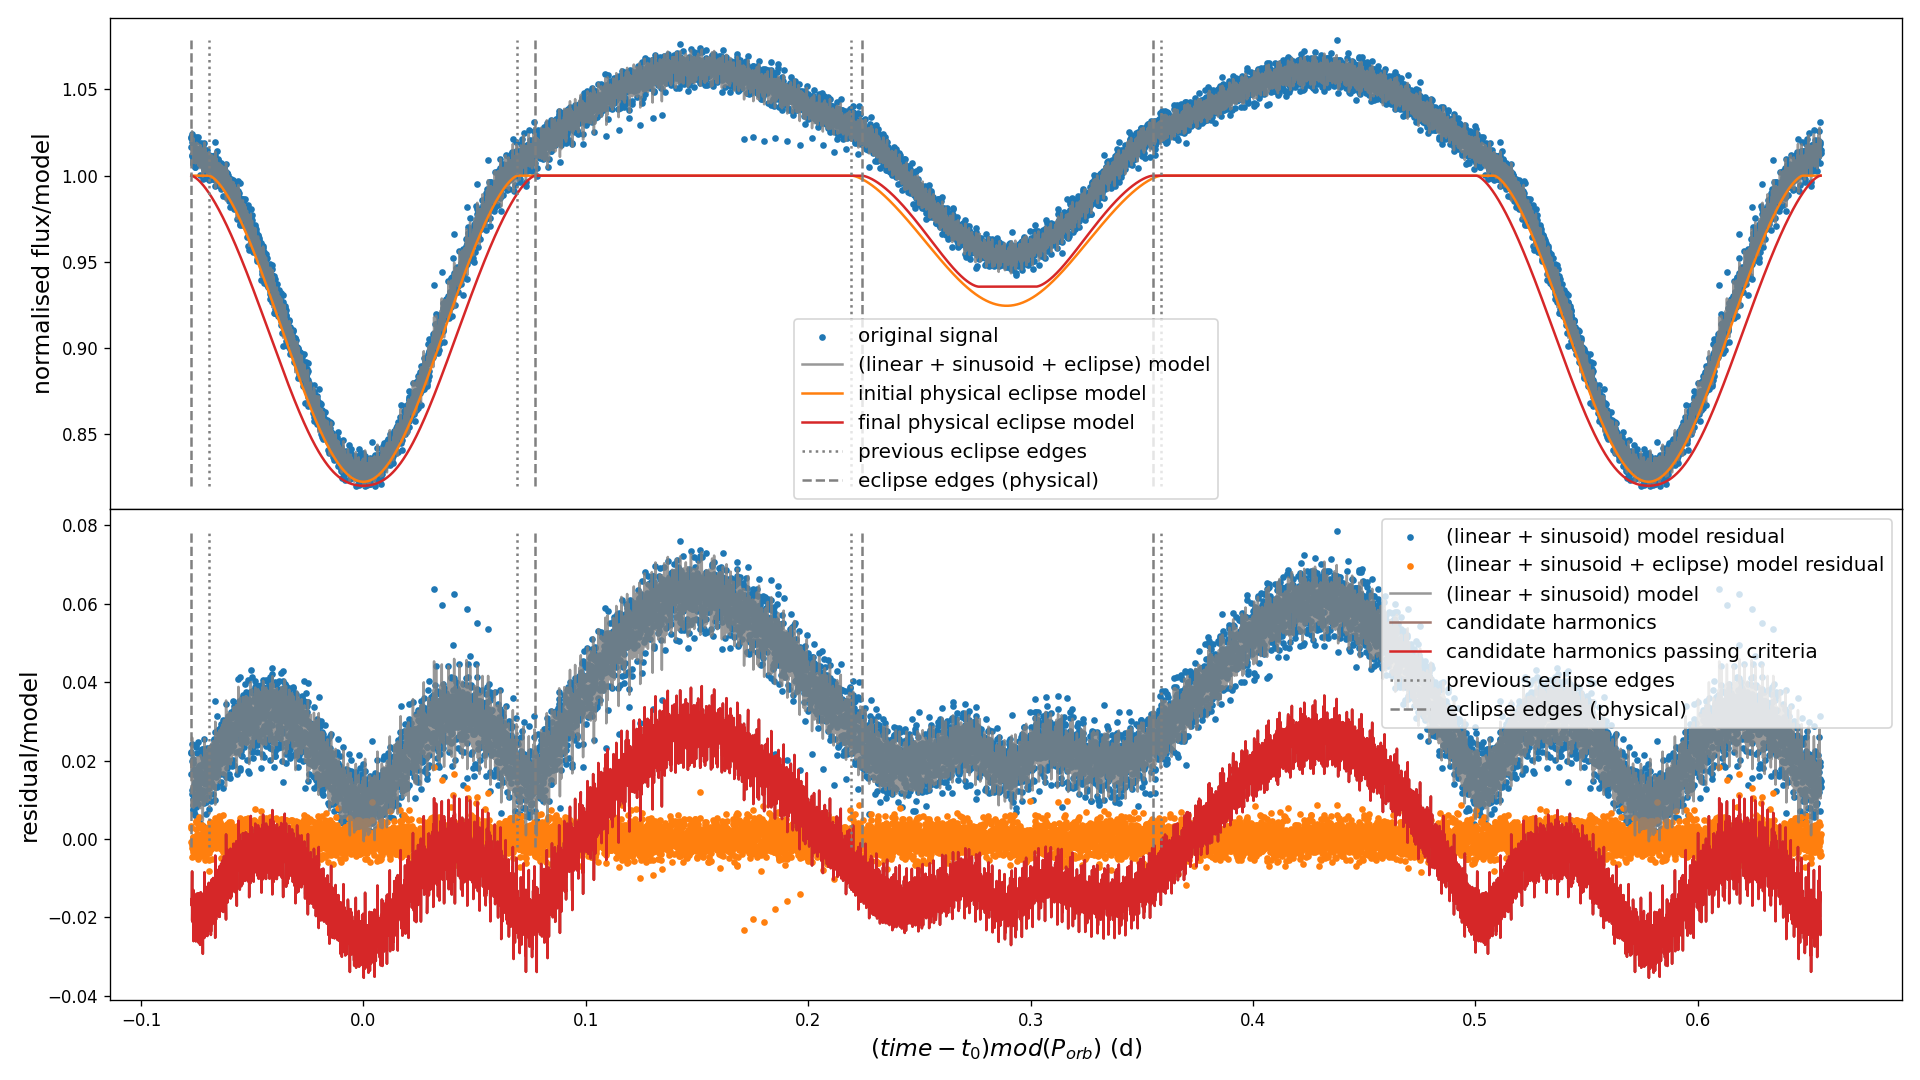 normalised flux/model
1.05
1.00
0.95
0.90
0.85
original signal
(linear + sinusoid + eclipse) model
initial physical eclipse model
final physical eclipse model
previous eclipse edges
eclipse edges (physical)
residual/model
0.08
0.06
0.04
0.02
0.00
−0.02
−0.04
(linear + sinusoid) model residual
(linear + sinusoid + eclipse) model residual
(linear + sinusoid) model
candidate harmonics
candidate harmonics passing criteria
previous eclipse edges
eclipse edges (physical)
−0.1 0.0 0.1 0.2 0.3 0.4 0.5 0.6
(time − t₀)mod(Pₒᵣb) (d)